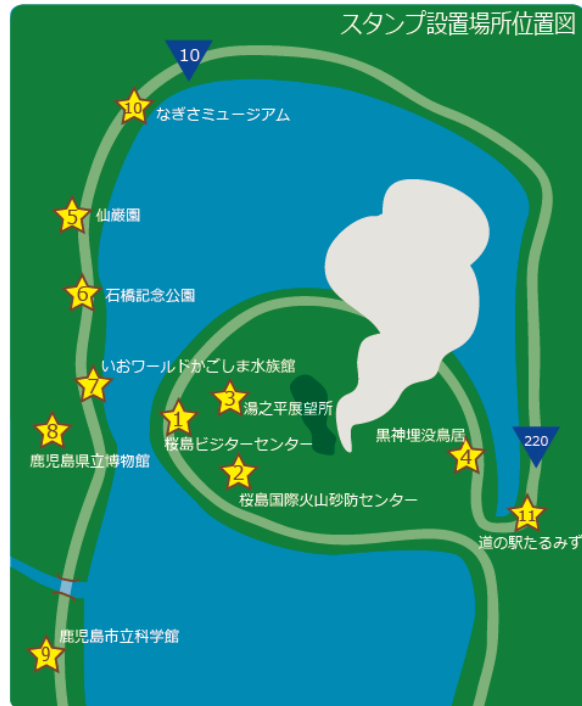 スタンプ設置場所位置図
10
10
なぎさミュージアム
5
仙巌園
6
石橋記念公園
いおワールドかごしま水族館
7
3
湯之平展望所
1
桜島ビジターセンター
8
鹿児島県立博物館
黒神埋没鳥居
4
220
2
桜島国際火山砂防センター
11
道の駅たるみず
鹿児島市立科学館
9